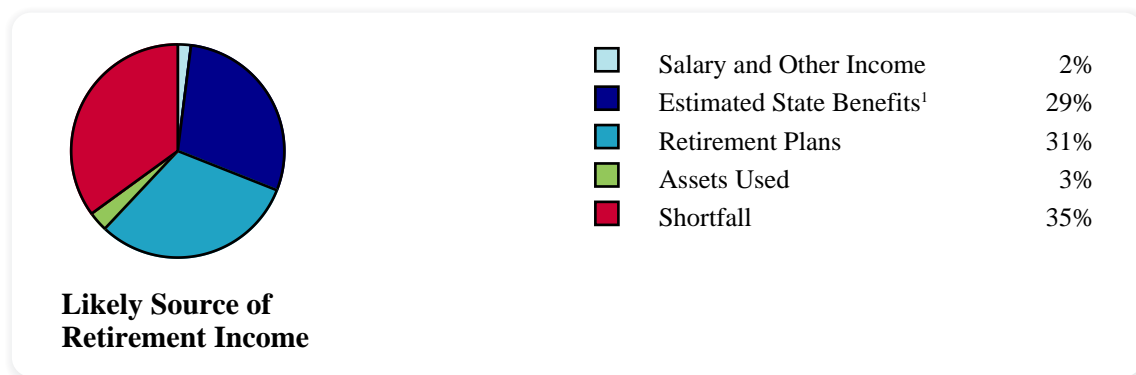 Salary and Other Income 2%
Estimated State Benefits¹ 29%
Retirement Plans 31%
Assets Used 3%
Shortfall 35%
Likely Source of
Retirement Income